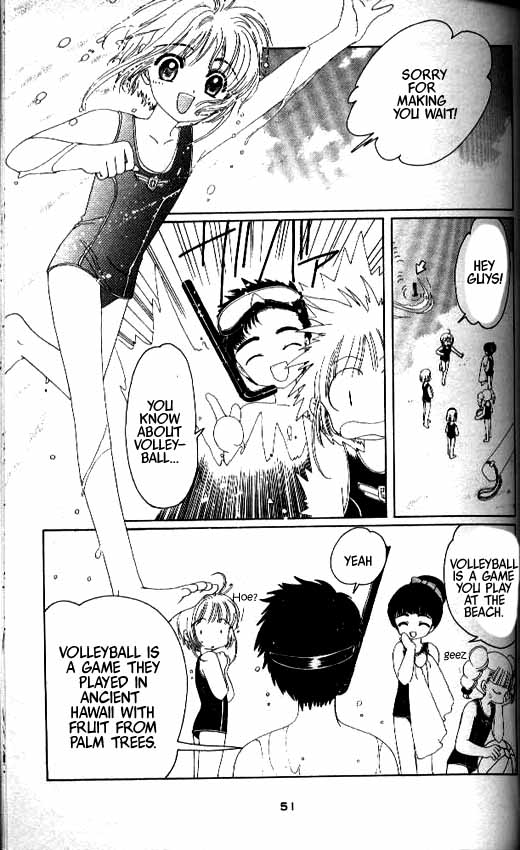 SORRY
FOR
MAKING
YOU WAIT!
HEY
GUYS!
YOU
KNOW
ABOUT
VOLLEY-
BALL...
VOLLEYBALL
IS A GAME
YOU PLAY
AT THE
BEACH.
YEAH
geez
Hoe?
VOLLEYBALL IS
A GAME THEY
PLAYED IN
ANCIENT
HAWAII WITH
FRUIT FROM
PALM TREES.
51